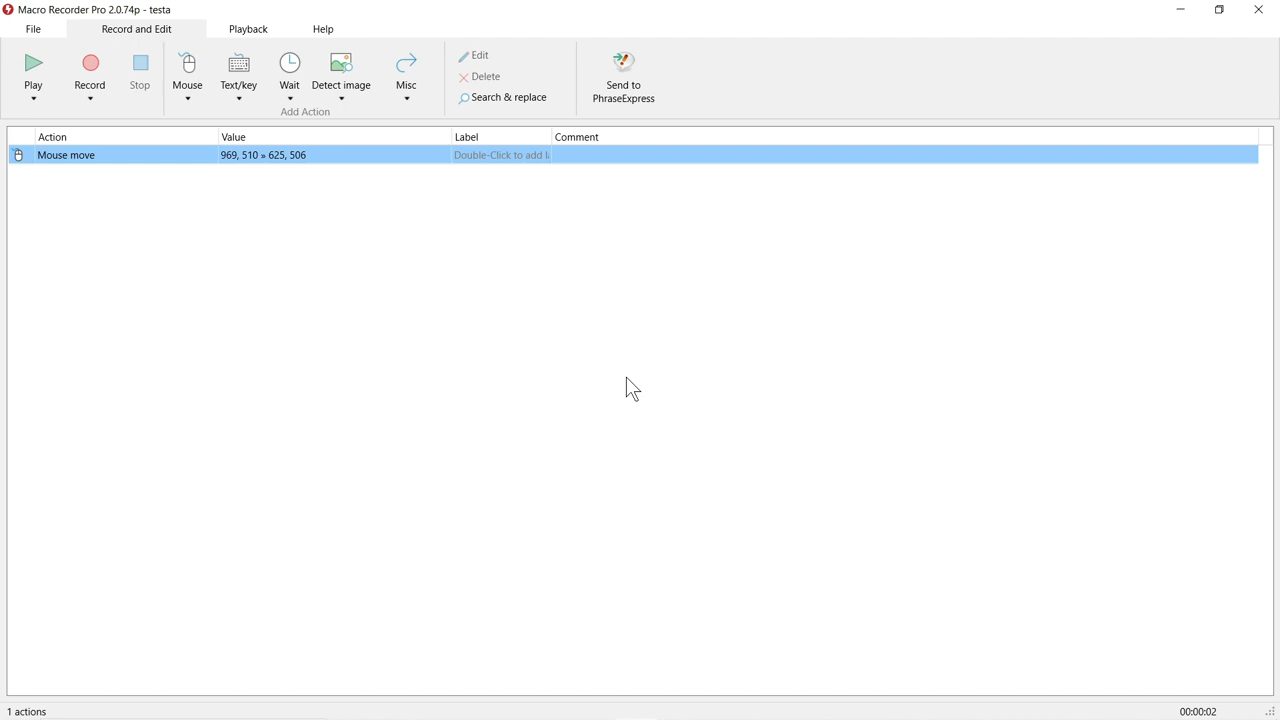 Macro Recorder Pro 2.0.74p - testa
File Record and Edit Playback Help
Play Record Stop Mouse Text/key Wait Detect image Misc
Add Action
Edit
Delete
Search & replace
Send to
PhraseExpress
Action Value Label Comment
Mouse move 969, 510 » 625, 506 Double-Click to add l
1 actions 00:00:02